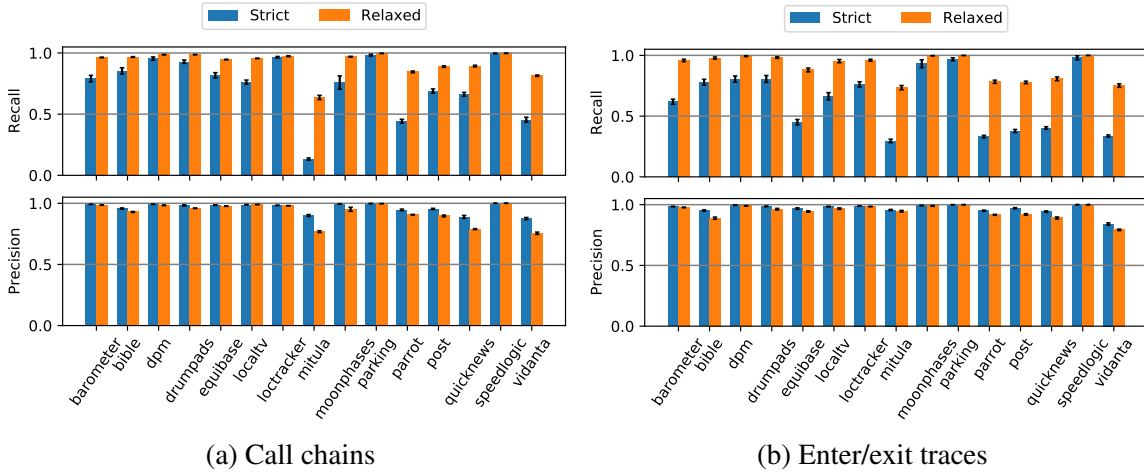 Strict Relaxed
1.0
Recall
0.5
0.0
1.0
Precision
0.5
0.0
barometer bible dpm drumpads equibase localtv loctracker mitula moonphases parking parrot post quicknews speedlogic vidanta
(a) Call chains
Strict Relaxed
1.0
Recall
0.5
0.0
1.0
Precision
0.5
0.0
barometer bible dpm drumpads equibase localtv loctracker mitula moonphases parking parrot post quicknews speedlogic vidanta
(b) Enter/exit traces